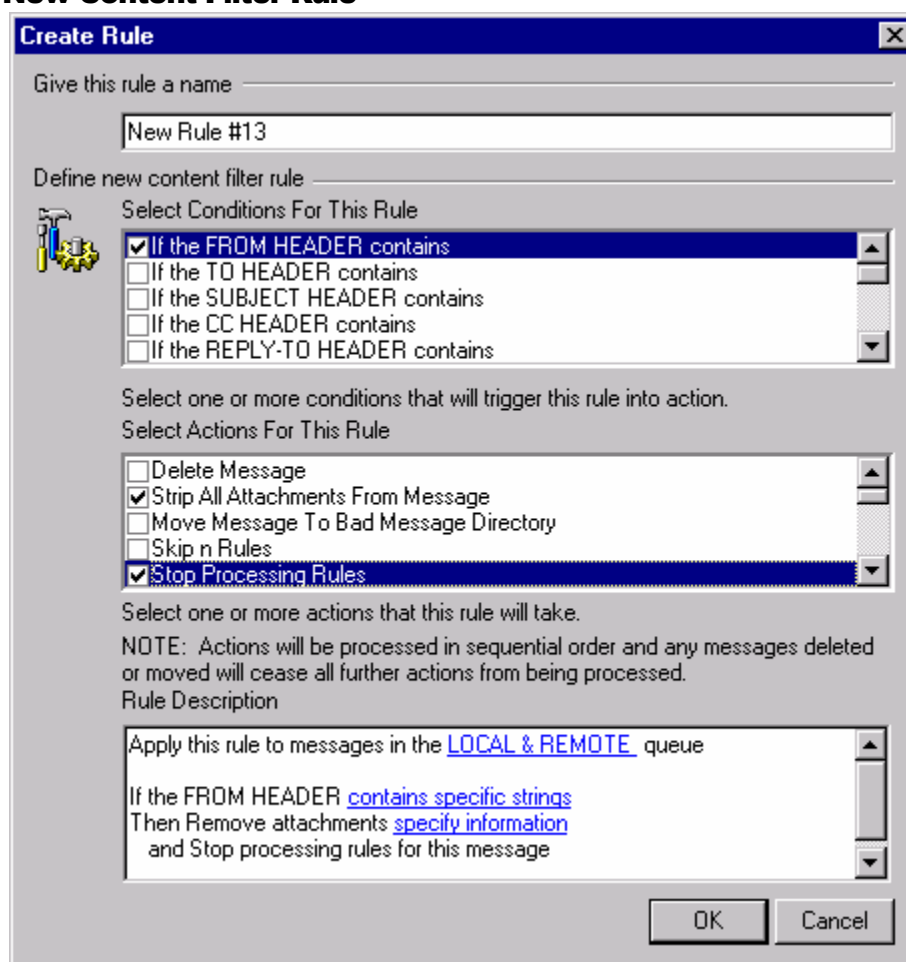 New Content Filter Rule
Create Rule
Give this rule a name
New Rule #13
Define new content filter rule
Select Conditions For This Rule
If the FROM HEADER contains
If the TO HEADER contains
If the SUBJECT HEADER contains
If the CC HEADER contains
If the REPLY-TO HEADER contains
Select one or more conditions that will trigger this rule into action.
Select Actions For This Rule
Delete Message
Strip All Attachments From Message
Move Message To Bad Message Directory
Skip n Rules
Stop Processing Rules
Select one or more actions that this rule will take.
NOTE: Actions will be processed in sequential order and any messages deleted
or moved will cease all further actions from being processed.
Rule Description
Apply this rule to messages in the LOCAL & REMOTE queue
If the FROM HEADER contains specific strings
Then Remove attachments specify information
and Stop processing rules for this message
OK Cancel